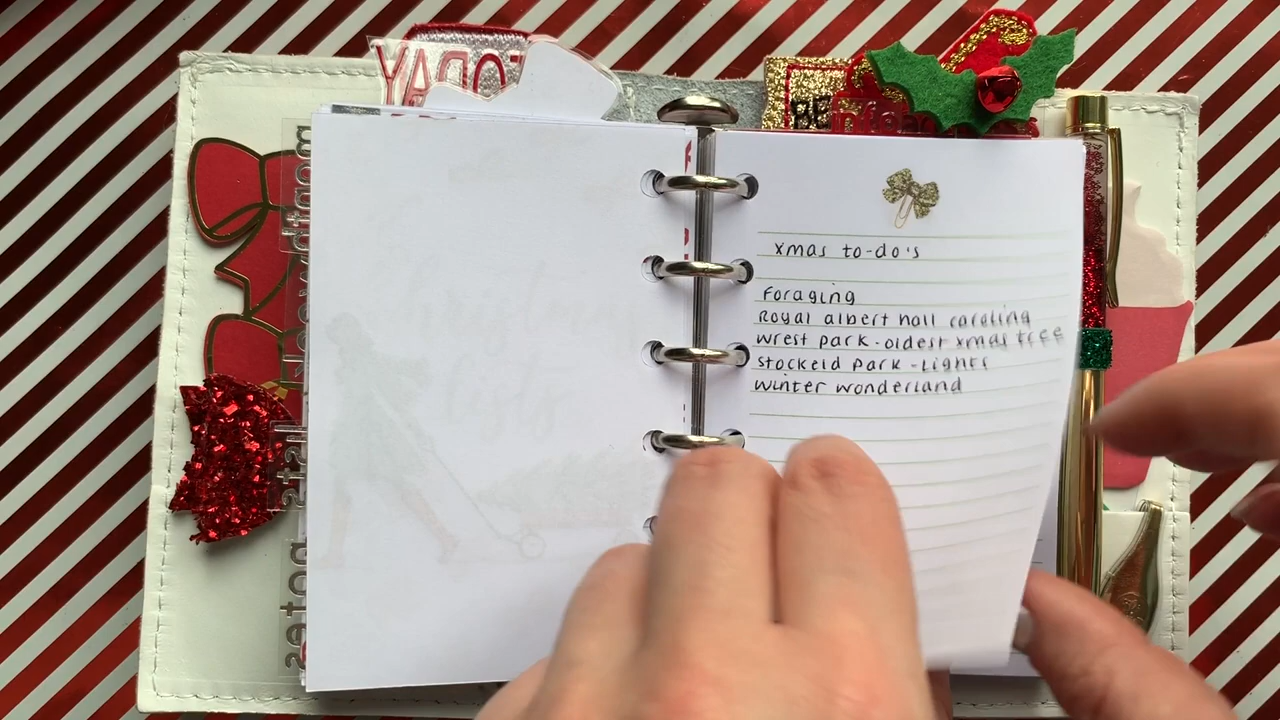 TODAY
BE
xmas to-do's
Foraging
Royal albert hall caroling
wrest park - oldest xmas tree
stockeld park - Lights
winter wonderland
notes